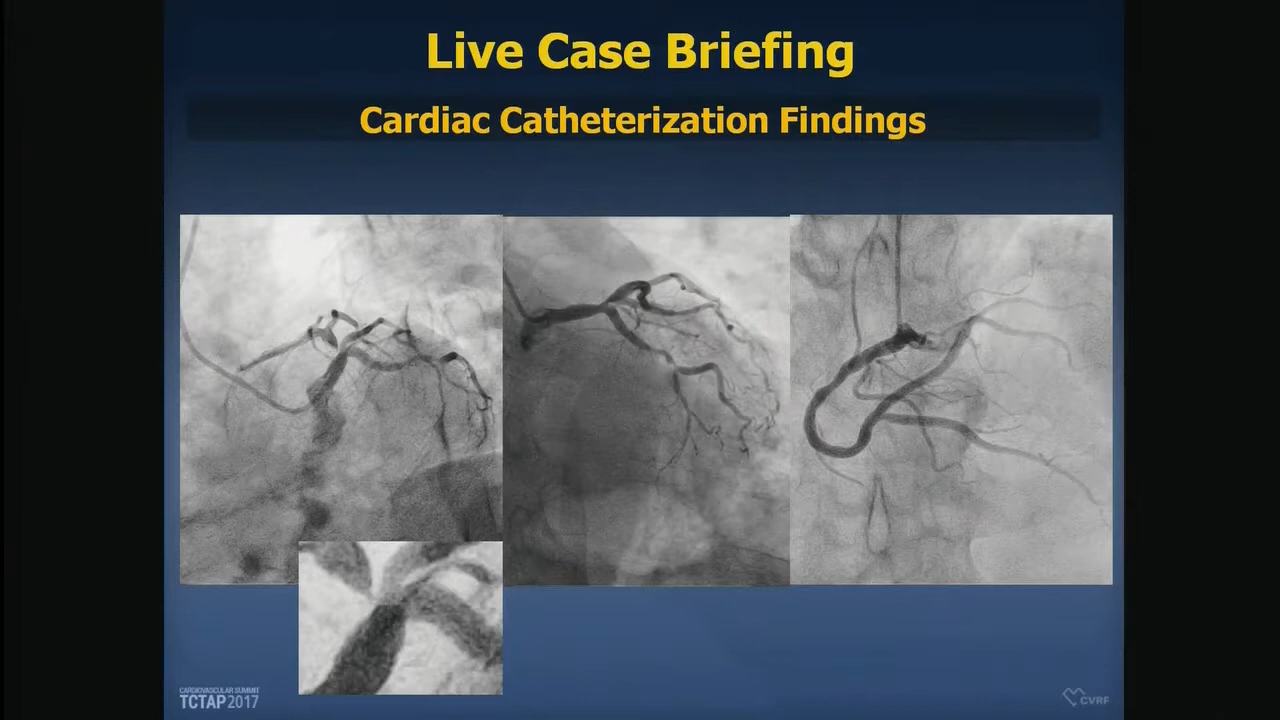 Live Case Briefing
Cardiac Catheterization Findings
CARDIOVASCULAR SUMMIT
TCTAP2017
CVRF